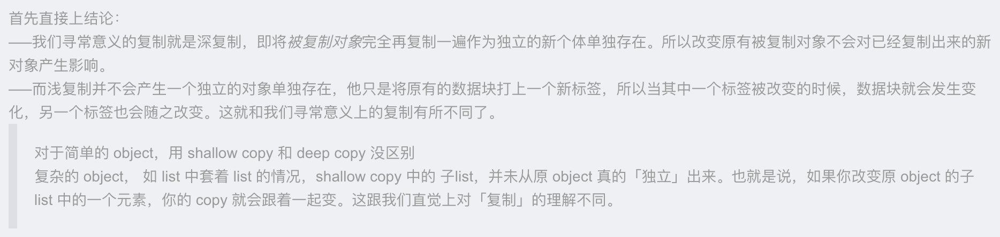 首先直接上结论：
——我们寻常意义的复制就是深复制，即将被复制对象完全再复制一遍作为独立的新个体单独存在。所以改变原有被复制对象不会对已经复制出来的新
对象产生影响。
——而浅复制并不会产生一个独立的对象单独存在，他只是将原有的数据块打上一个新标签，所以当其中一个标签被改变的时候，数据块就会发生变
化，另一个标签也会随之改变。这就和我们寻常意义上的复制有所不同了。
对于简单的 object，用 shallow copy 和 deep copy 没区别
复杂的 object， 如 list 中套着 list 的情况，shallow copy 中的 子list，并未从原 object 真的「独立」出来。也就是说，如果你改变原 object 的子
list 中的一个元素，你的 copy 就会跟着一起变。这跟我们直觉上对「复制」的理解不同。